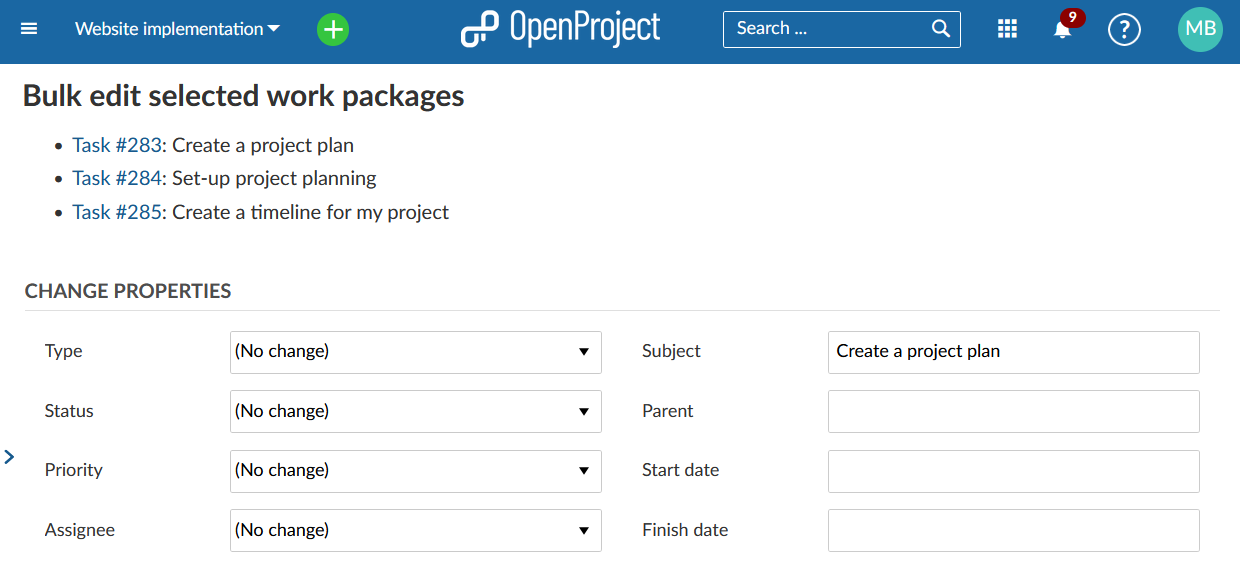 Website implementation
OpenProject
Search ...
9
?
MB
Bulk edit selected work packages
Task #283: Create a project plan
Task #284: Set-up project planning
Task #285: Create a timeline for my project
CHANGE PROPERTIES
Type (No change) Subject Create a project plan
Status (No change) Parent
Priority (No change) Start date
Assignee (No change) Finish date